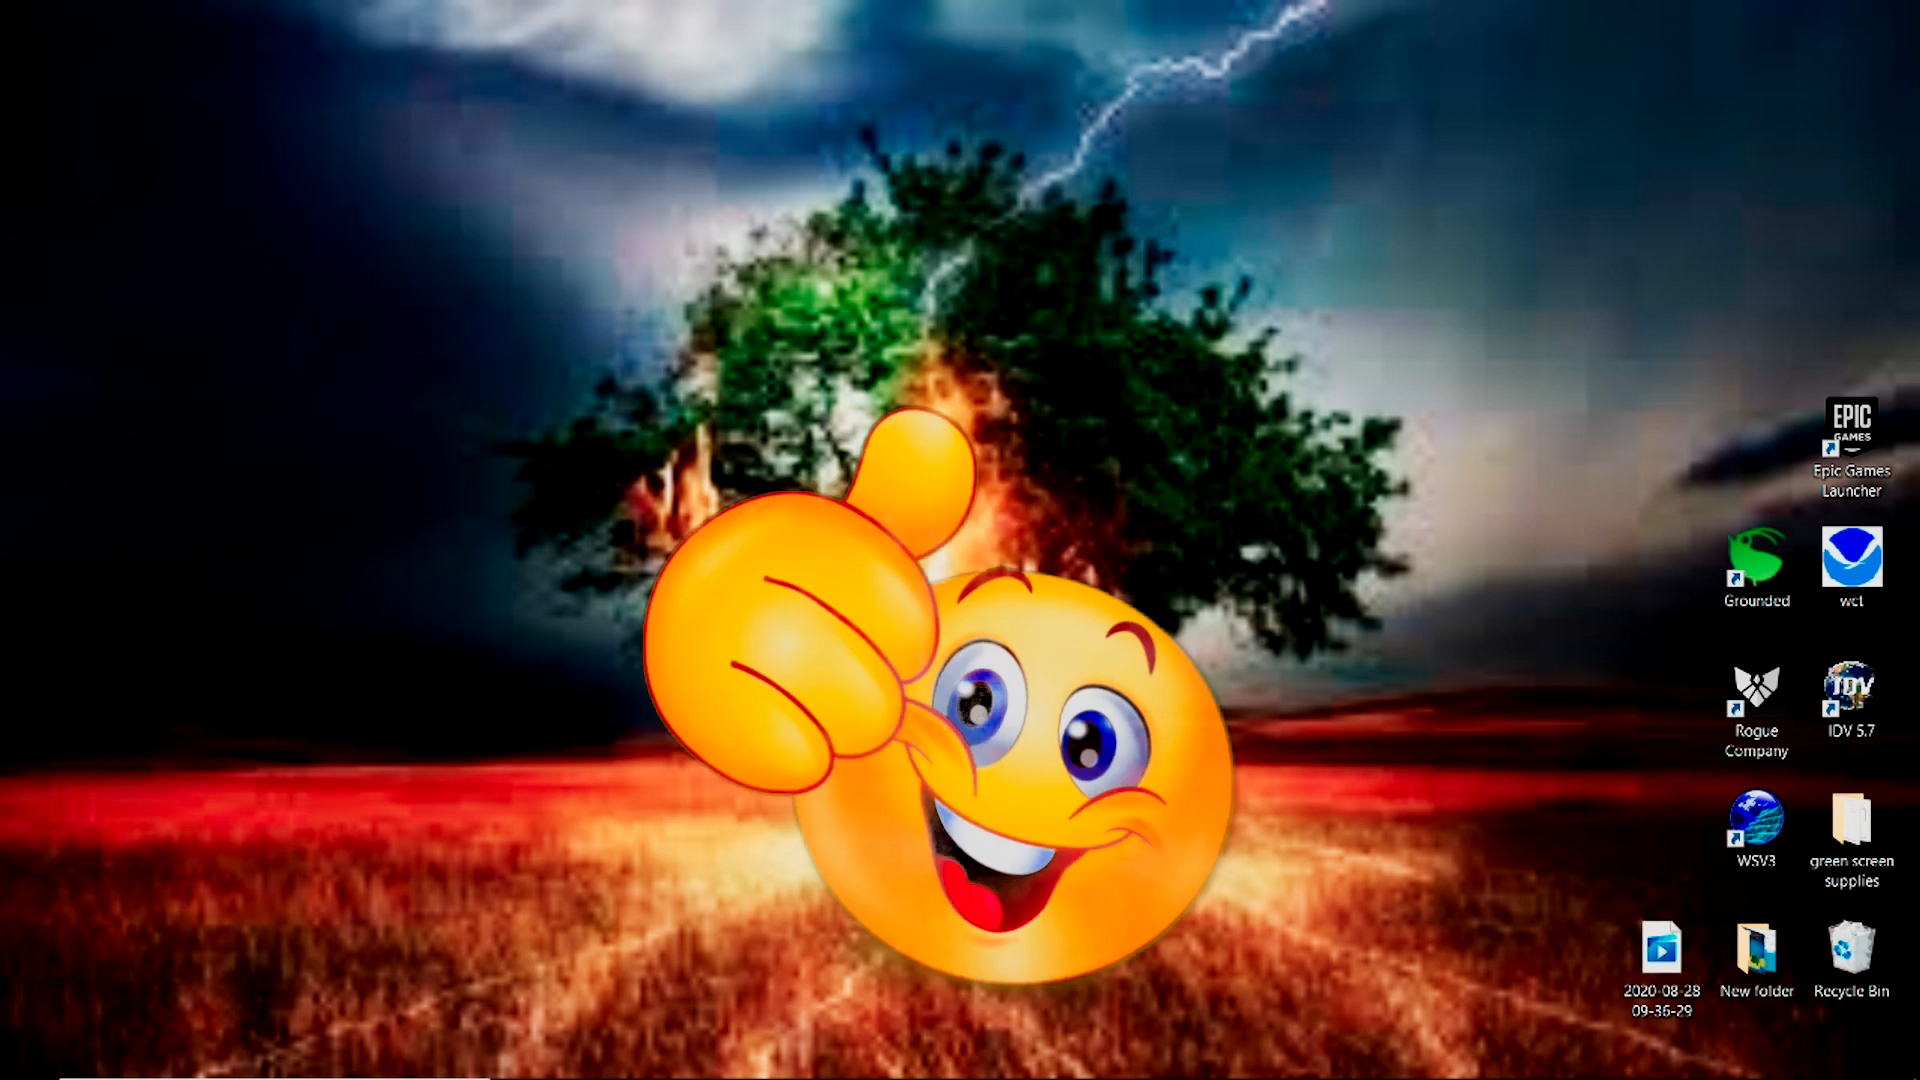 EPIC
GAMES
Epic Games
Launcher
Grounded
wct
Rogue
Company
IDV
IDV 5.7
WSV3
green screen
supplies
2020-08-28
09-36-29
New folder
Recycle Bin